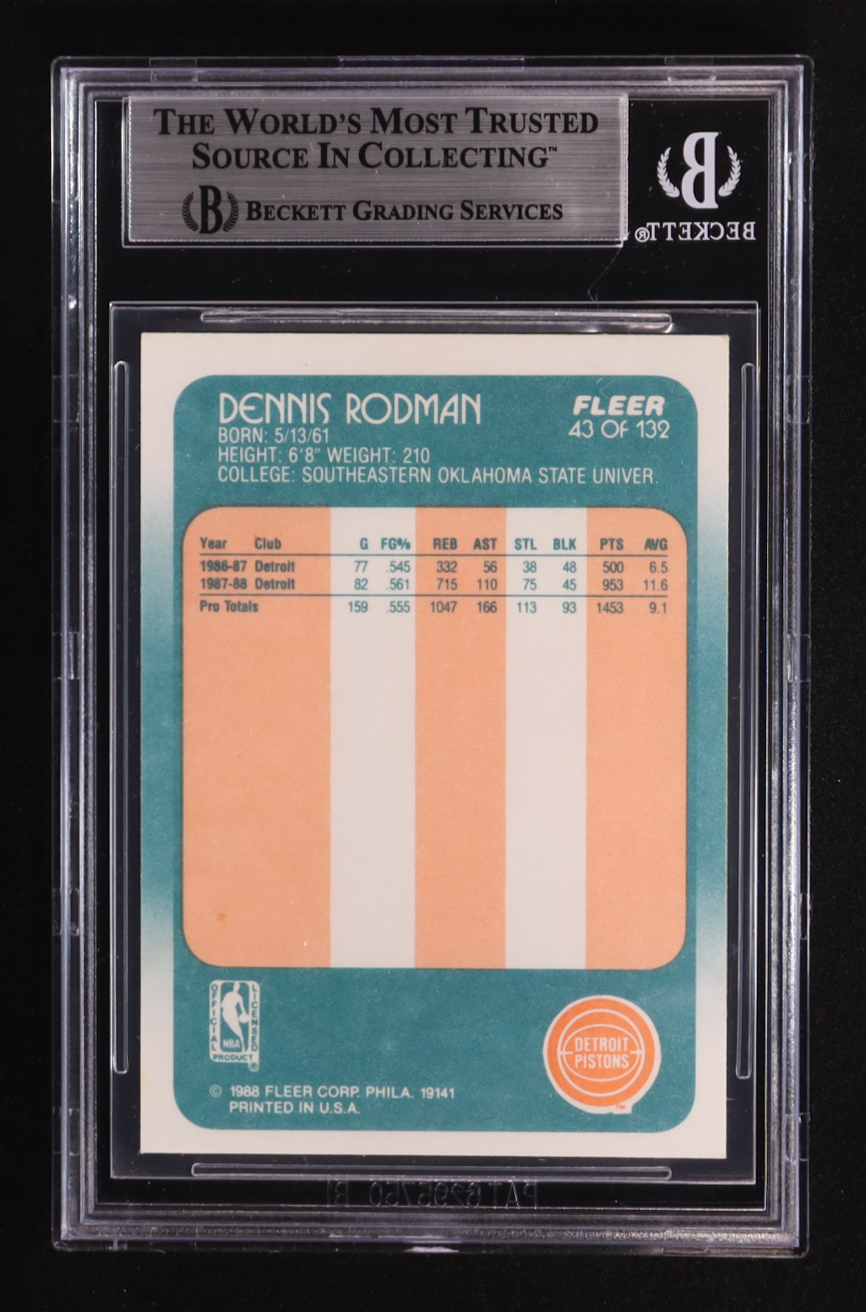 THE WORLD'S MOST TRUSTED
SOURCE IN COLLECTING™
B BECKETT GRADING SERVICES
B
BECKETT®
DENNIS RODMAN
FLEER
43 OF 132
BORN: 5/13/61
HEIGHT: 6'8" WEIGHT: 210
COLLEGE: SOUTHEASTERN OKLAHOMA STATE UNIVER.
Year Club G FG% REB AST STL BLK PTS AVG
1986-87 Detroit 77 .545 332 56 38 48 500 6.5
1987-88 Detroit 82 .561 715 110 75 45 953 11.6
Pro Totals 159 .555 1047 166 113 93 1453 9.1
OFFICIAL
LICENSED
NBA
PRODUCT
®
DETROIT
PISTONS
TM
© 1988 FLEER CORP. PHILA. 19141
PRINTED IN U.S.A.